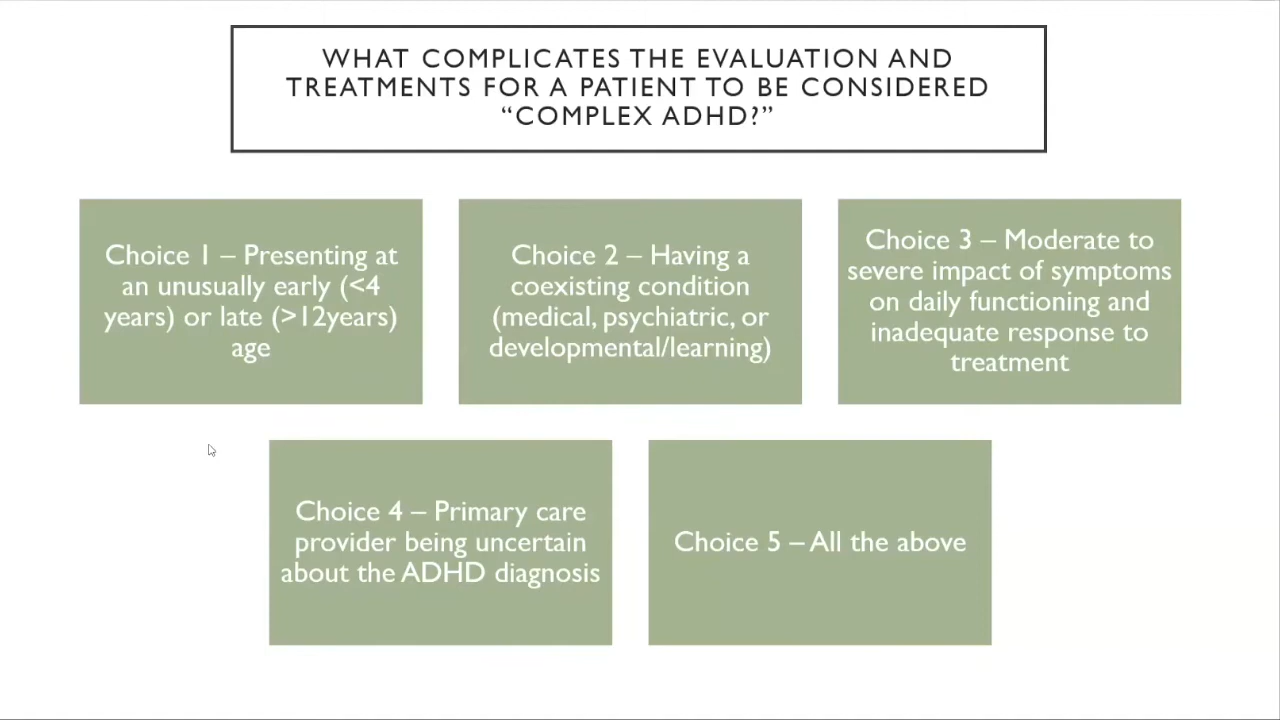 WHAT COMPLICATES THE EVALUATION AND
TREATMENTS FOR A PATIENT TO BE CONSIDERED
“COMPLEX ADHD?”
Choice 1 – Presenting at
an unusually early (<4
years) or late (>12years)
age
Choice 2 – Having a
coexisting condition
(medical, psychiatric, or
developmental/learning)
Choice 3 – Moderate to
severe impact of symptoms
on daily functioning and
inadequate response to
treatment
Choice 4 – Primary care
provider being uncertain
about the ADHD diagnosis
Choice 5 – All the above